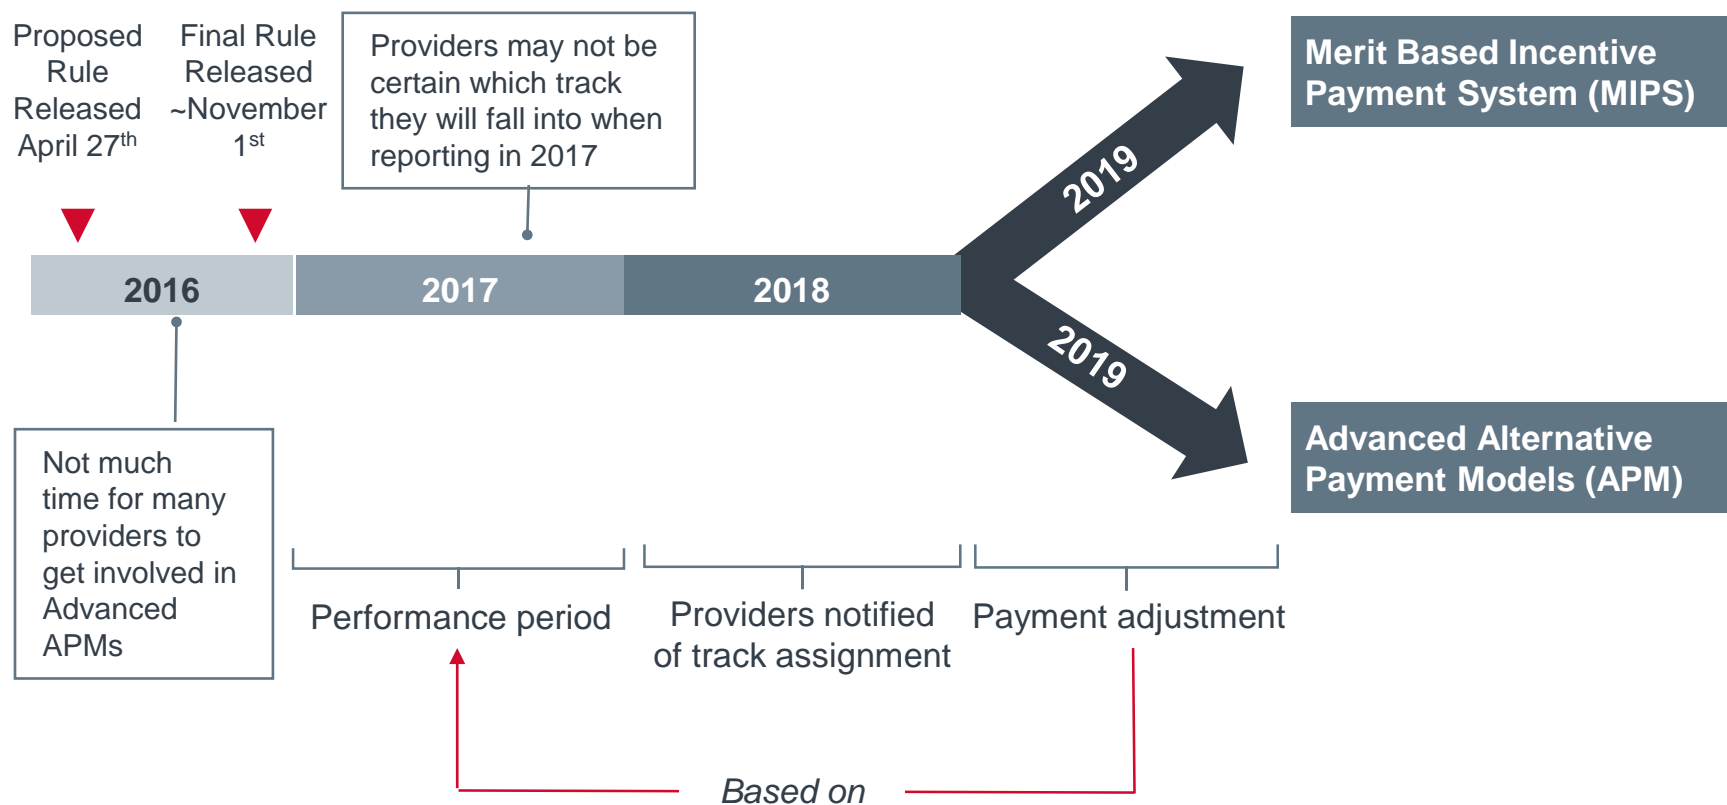 Proposed
Rule
Released
April 27th
Final Rule
Released
~November
1st
Providers may not be
certain which track
they will fall into when
reporting in 2017
Merit Based Incentive
Payment System (MIPS)
2019
2016
2017
2018
2019
Advanced Alternative
Payment Models (APM)
Not much
time for many
providers to
get involved in
Advanced
APMs
Performance period
Providers notified
of track assignment
Payment adjustment
Based on